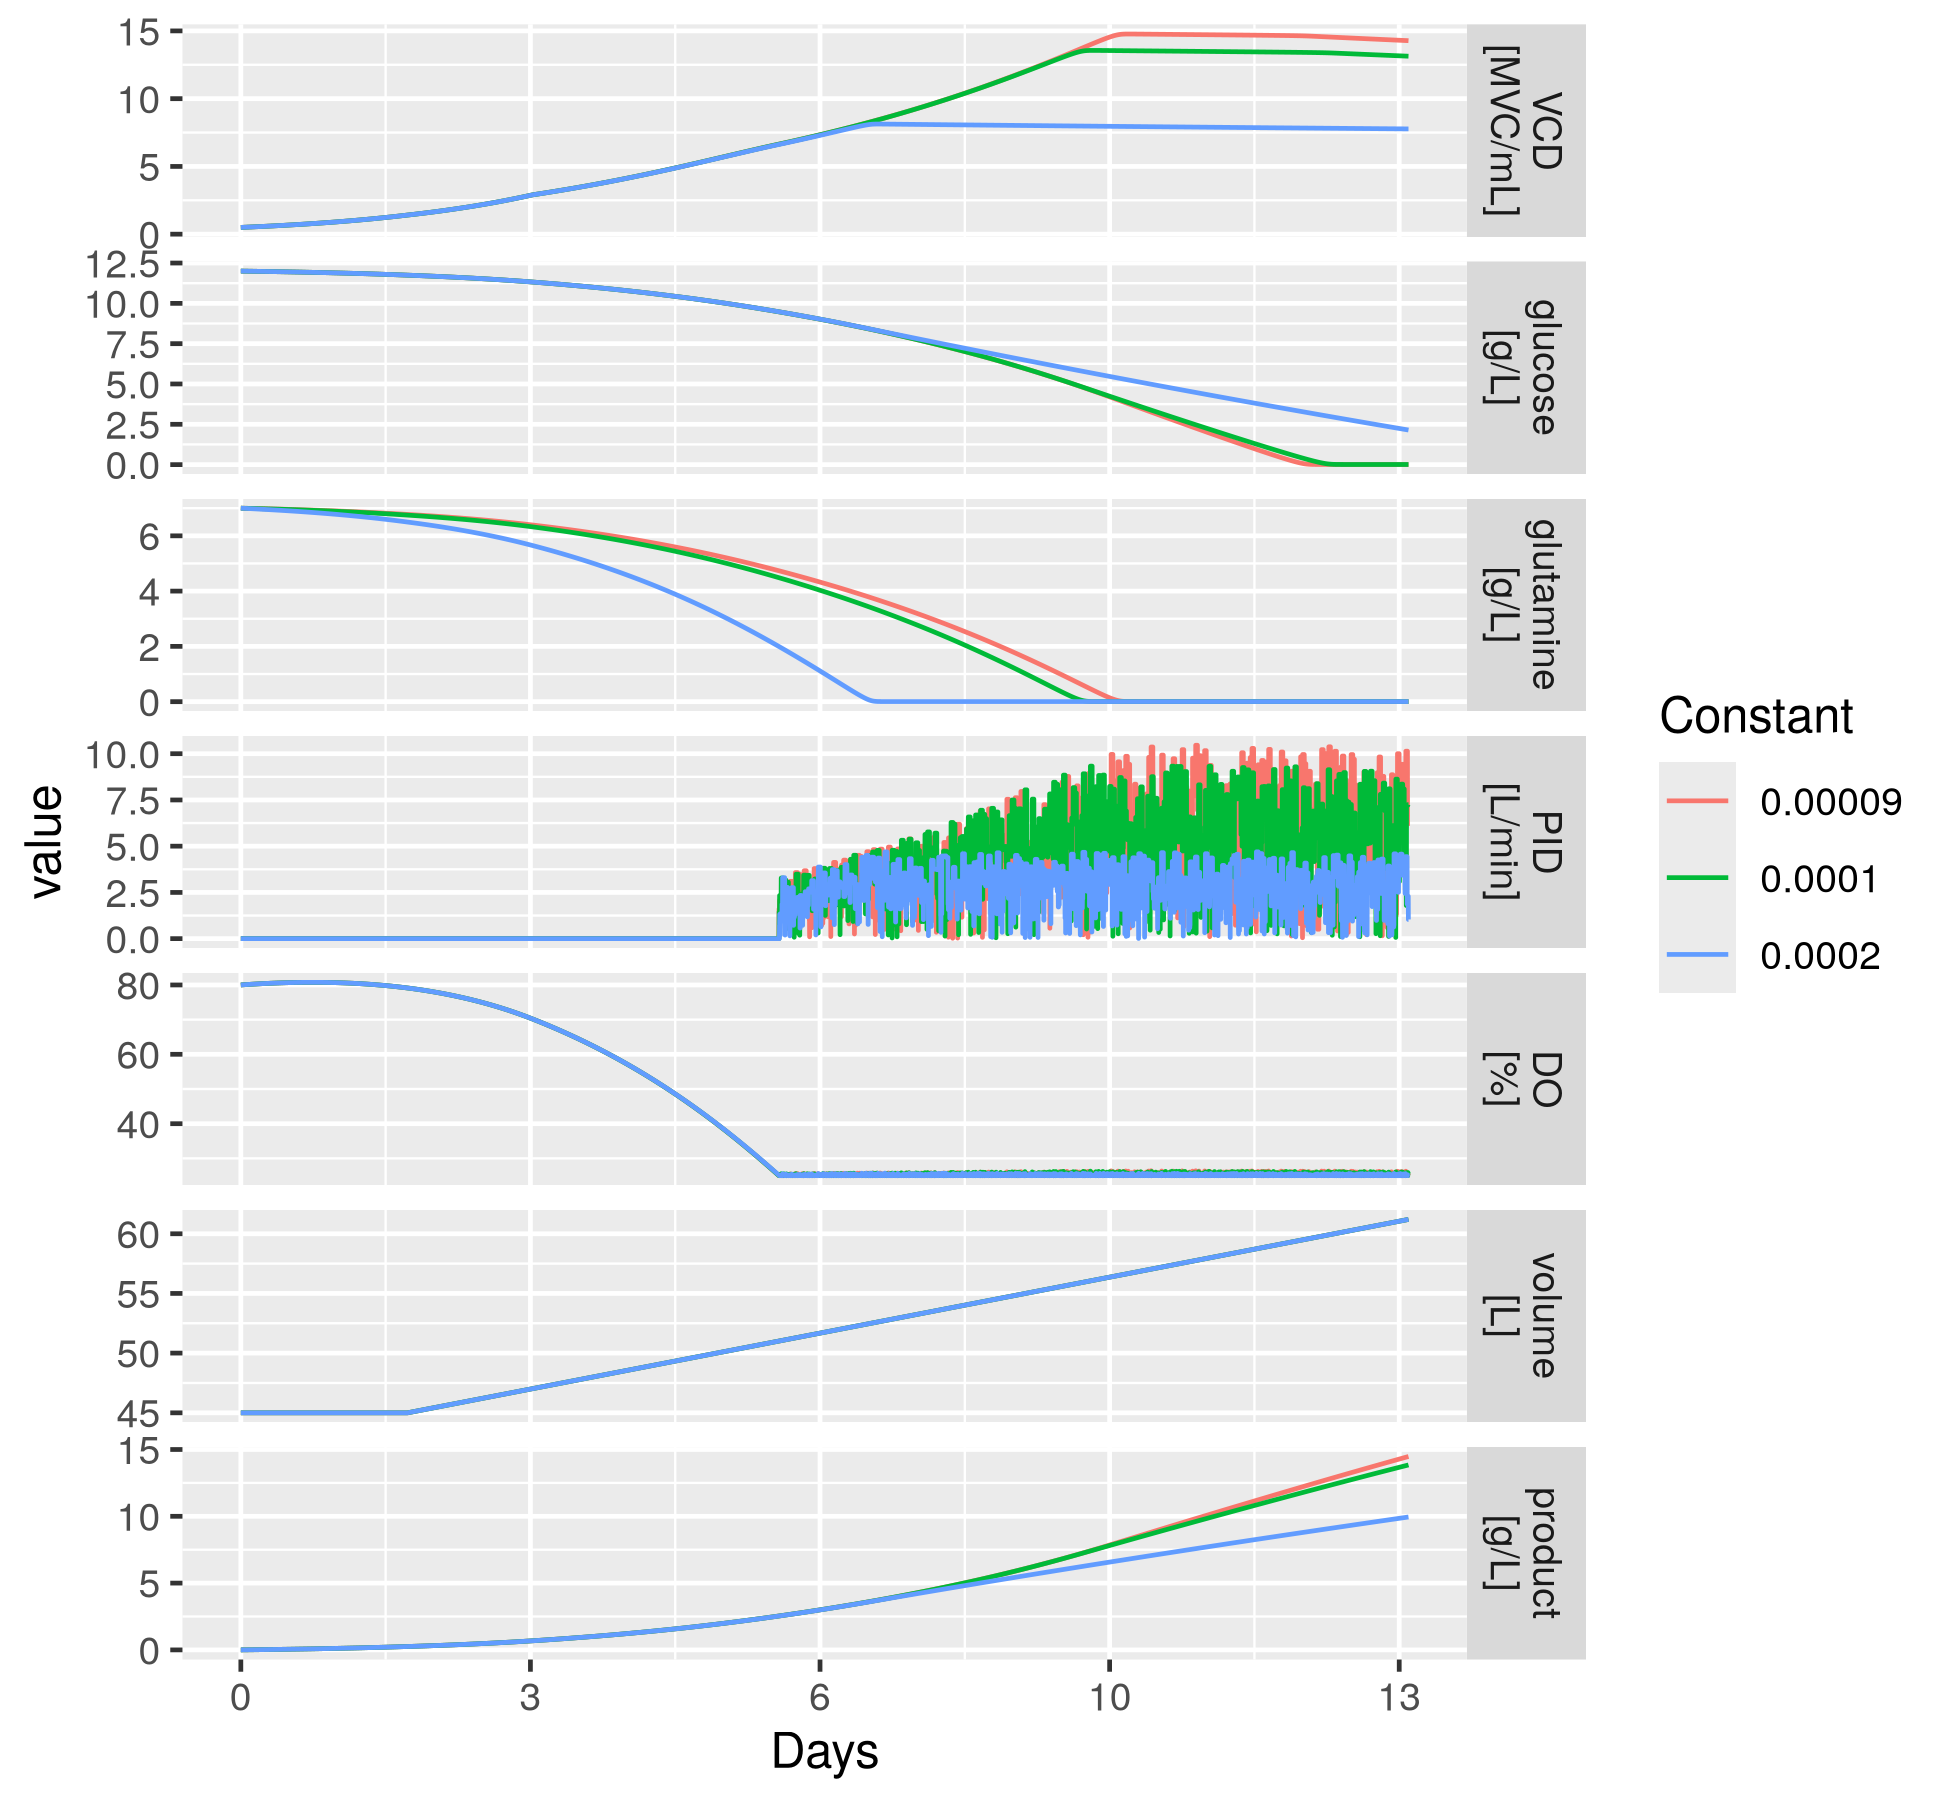 value
15
10
5
0
VCD
[MVC/mL]
12.5
10.0
7.5
5.0
2.5
0.0
glucose
[g/L]
6
4
2
0
glutamine
[g/L]
10.0
7.5
5.0
2.5
0.0
PID
[L/min]
80
60
40
DO
[%]
60
55
50
45
volume
[L]
15
10
5
0
product
[g/L]
0 3 6 10 13
Days
Constant
0.00009
0.0001
0.0002